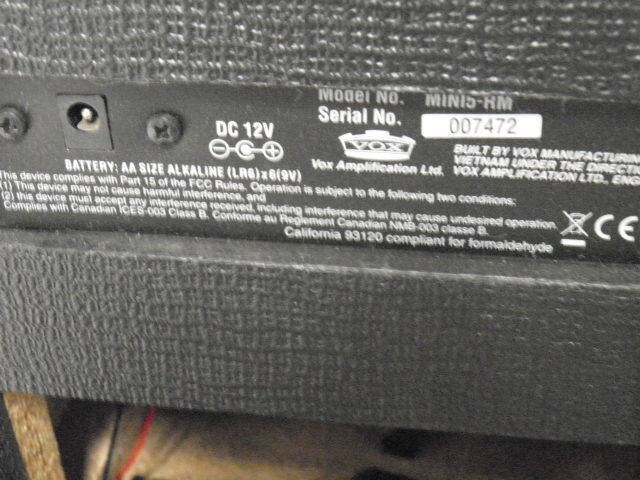 Model No. MINI5-RM
Serial No. 007472
DC 12V
VOX
Vox Amplification Ltd.
BUILT BY VOX MANUFACTURING
VIETNAM UNDER THE DIRECTI
VOX AMPLIFICATION LTD.,
BATTERY: AA SIZE ALKALINE (LR6)x6(9V)
This device complies with Part 15 of the FCC Rules. Operation is subject to the following two conditions:
(1) This device may not cause harmful interference, and
(2) this device must accept any interference received, including interference that may cause undesired operation.
Complies with Canadian ICES-003 Class B. Conforme au Règlement Canadien NMB-003 classe B.
California 93120 compliant for formaldehyde
CE